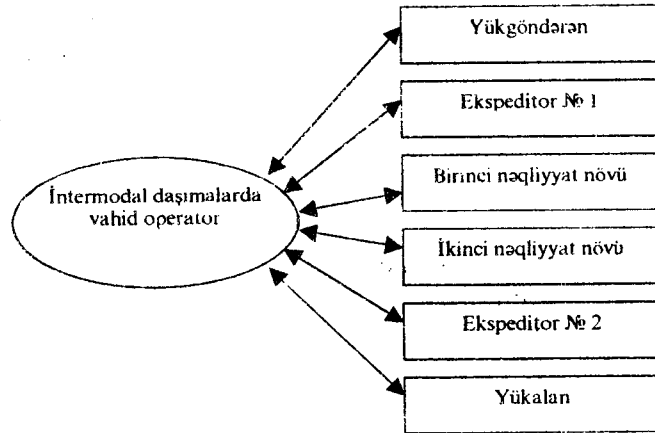 Yükgöndərən
Ekspeditor № 1
İntermodal daşımalarda
vahid operator
Birinci nəqliyyat növü
İkinci nəqliyyat növü
Ekspeditor № 2
Yükalan